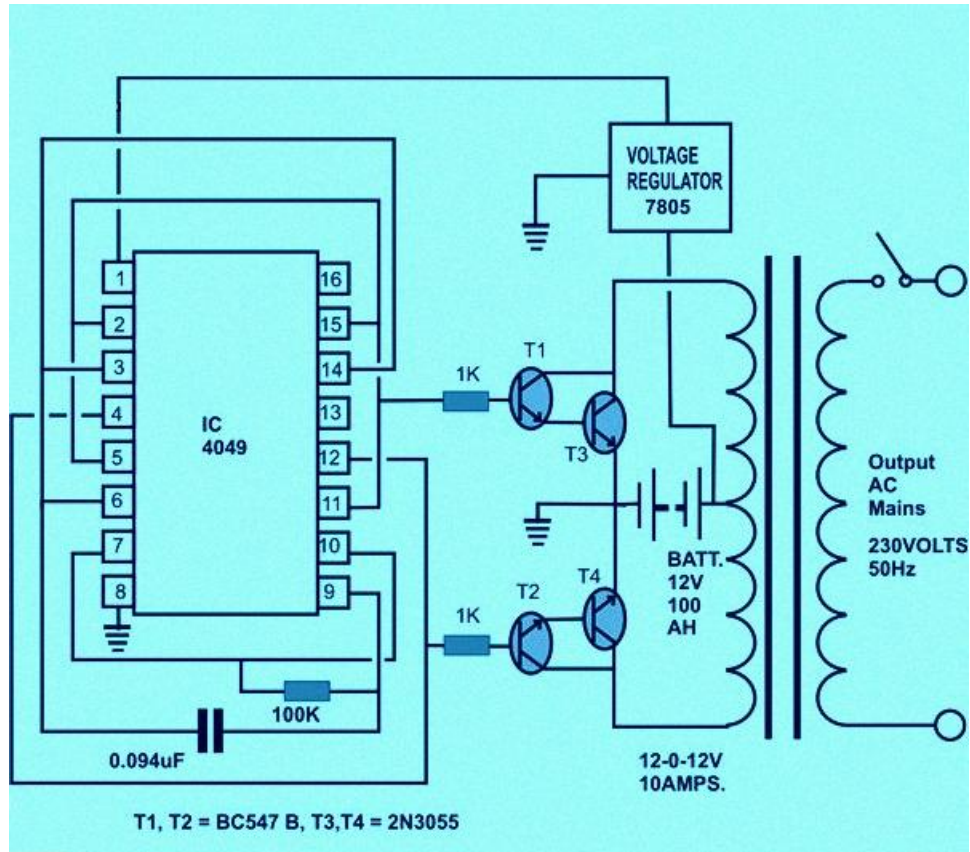 VOLTAGE
REGULATOR
7805
1
16
2
15
3
14
4
13
5
12
6
11
7
10
8
9
IC
4049
1K
T1
T3
1K
T2
T4
BATT.
12V
100
AH
Output
AC
Mains
230VOLTS
50Hz
100K
0.094uF
12-0-12V
10AMPS.
T1, T2 = BC547 B, T3,T4 = 2N3055